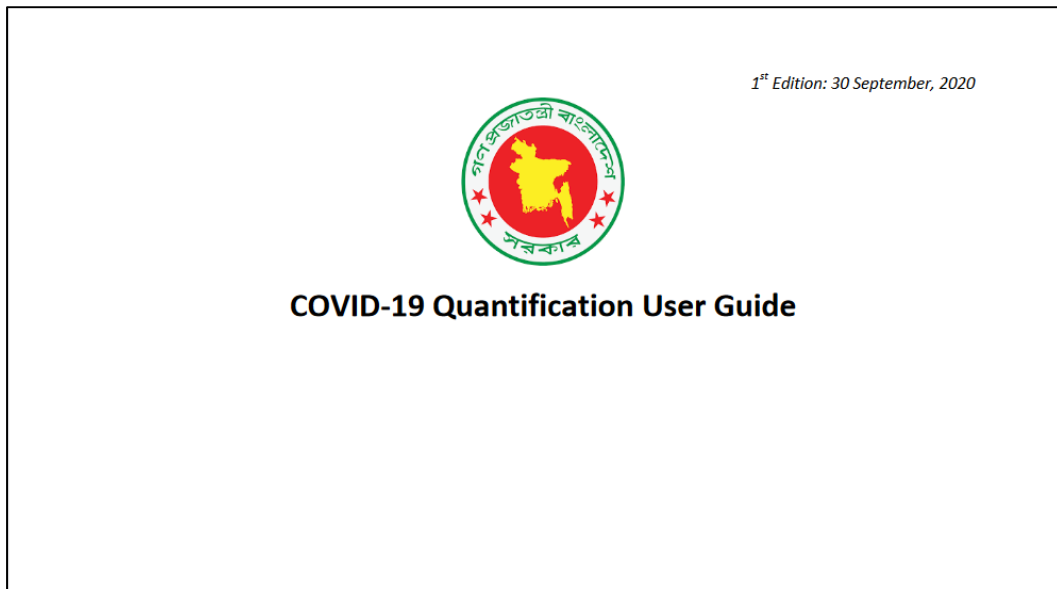 1st Edition: 30 September, 2020
গণপ্রজাতন্ত্রী বাংলাদেশ
সরকার
COVID-19 Quantification User Guide